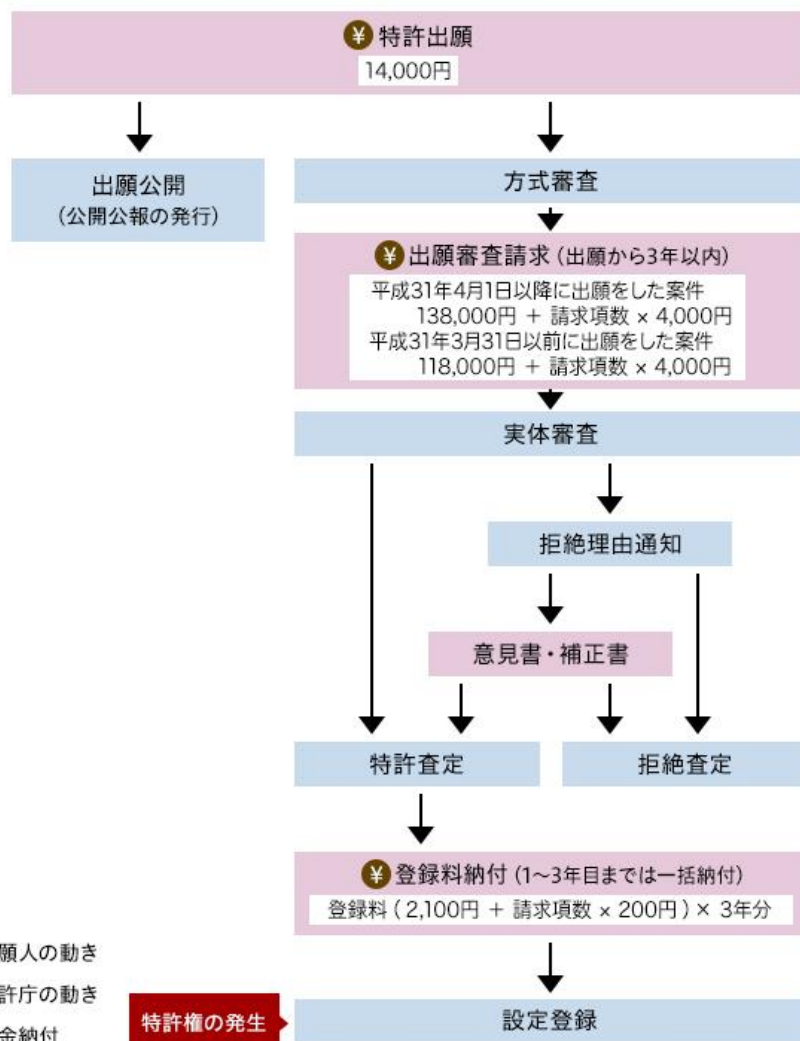 ¥ 特許出願
14,000円
出願公開
(公開公報の発行)
方式審査
¥ 出願審査請求 (出願から3年以内)
平成31年4月1日以降に出願をした案件
138,000円 + 請求項数 × 4,000円
平成31年3月31日以前に出願をした案件
118,000円 + 請求項数 × 4,000円
実体審査
拒絶理由通知
意見書・補正書
特許査定
拒絶査定
¥ 登録料納付 (1~3年目までは一括納付)
登録料 ( 2,100円 + 請求項数 × 200円 ) × 3年分
願人の動き
許庁の動き
金納付
特許権の発生
設定登録